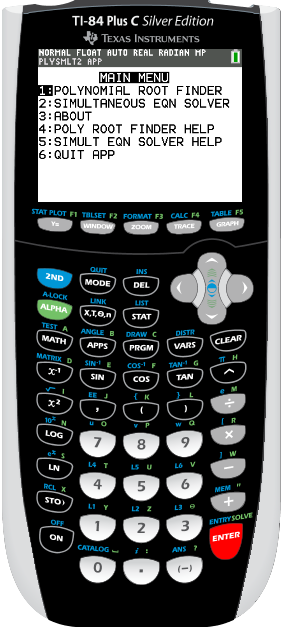 TI-84 Plus C Silver Edition
TEXAS INSTRUMENTS
NORMAL FLOAT AUTO REAL RADIAN MP
PLYSMLT2 APP
MAIN MENU
1:POLYNOMIAL ROOT FINDER
2:SIMULTANEOUS EQN SOLVER
3:ABOUT
4:POLY ROOT FINDER HELP
5:SIMULT EQN SOLVER HELP
6:QUIT APP
STAT PLOT F1 TBLSET F2 FORMAT F3 CALC F4 TABLE F5
Y= WINDOW ZOOM TRACE GRAPH
QUIT INS
2ND MODE DEL
A-LOCK LINK LIST
ALPHA X,T,Θ,n STAT
TEST A ANGLE B DRAW C DISTR
MATH APPS PRGM VARS CLEAR
MATRIX D SIN⁻¹ E COS⁻¹ F TAN⁻¹ G π H
x⁻¹ SIN COS TAN ^
√ I EE J { K } L e M
x² , ( ) ÷
10ˣ N u O v P w Q [ R
LOG 7 8 9 ×
eˣ S L4 T L5 U L6 V ] W
LN 4 5 6 −
RCL X L1 Y L2 Z L3 θ MEM "
STO› 1 2 3 +
OFF CATALOG ⎵ i : ANS ? ENTRY SOLVE
ON 0 . (−) ENTER